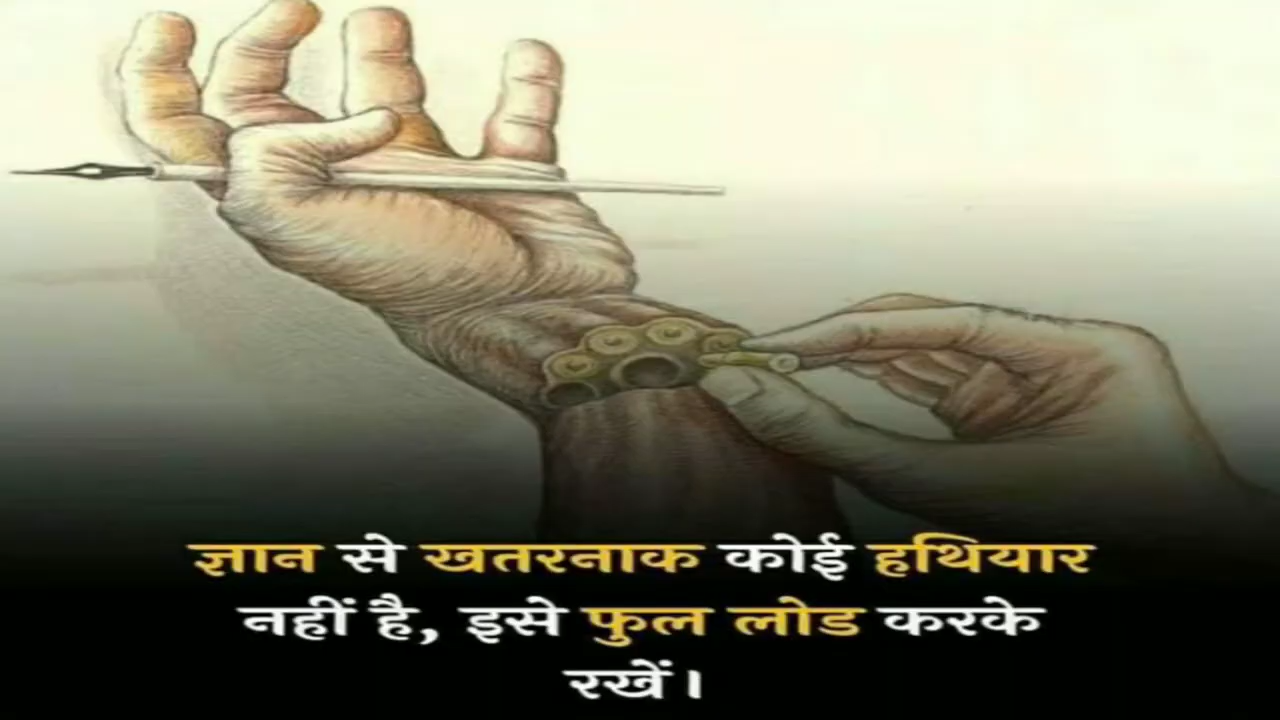 ज्ञान से खतरनाक कोई हथियार
नहीं है, इसे फुल लोड करके
रखें।